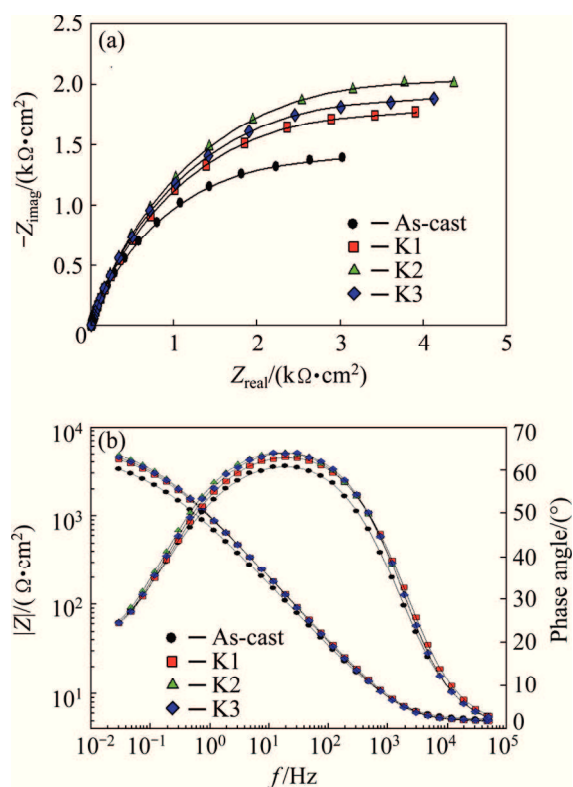 (a)
2.5
2.0
1.5
1.0
0.5
0
1 2 3 4 5
−Zimag/(kΩ•cm²)
Zreal/(kΩ•cm²)
— As-cast
— K1
— K2
— K3
(b)
10⁴
10³
10²
10¹
70
60
50
40
30
20
10
0
10⁻² 10⁻¹ 10⁰ 10¹ 10² 10³ 10⁴ 10⁵
|Z|/(Ω•cm²)
Phase angle/(°)
f/Hz
— As-cast
— K1
— K2
— K3